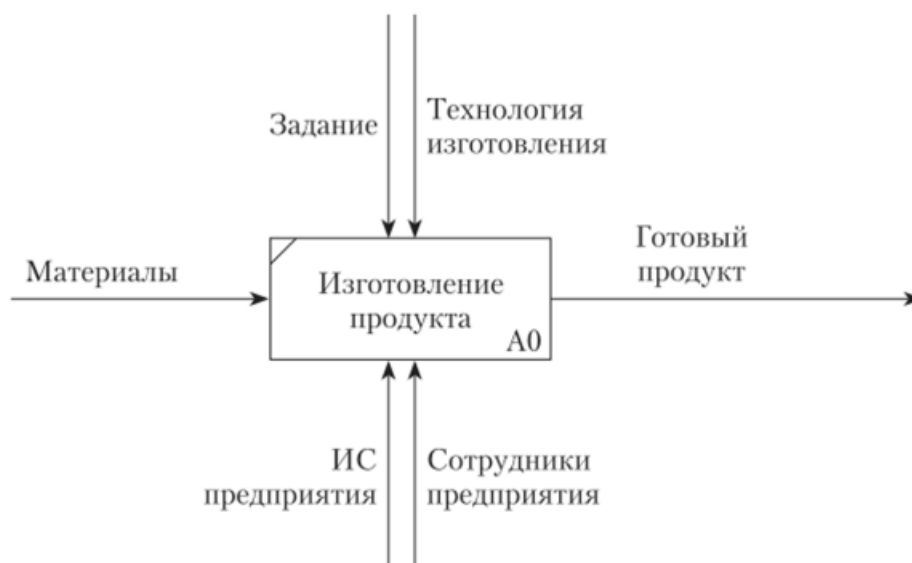 Задание
Технология
изготовления
Материалы
Изготовление
продукта
A0
Готовый
продукт
ИС
предприятия
Сотрудники
предприятия